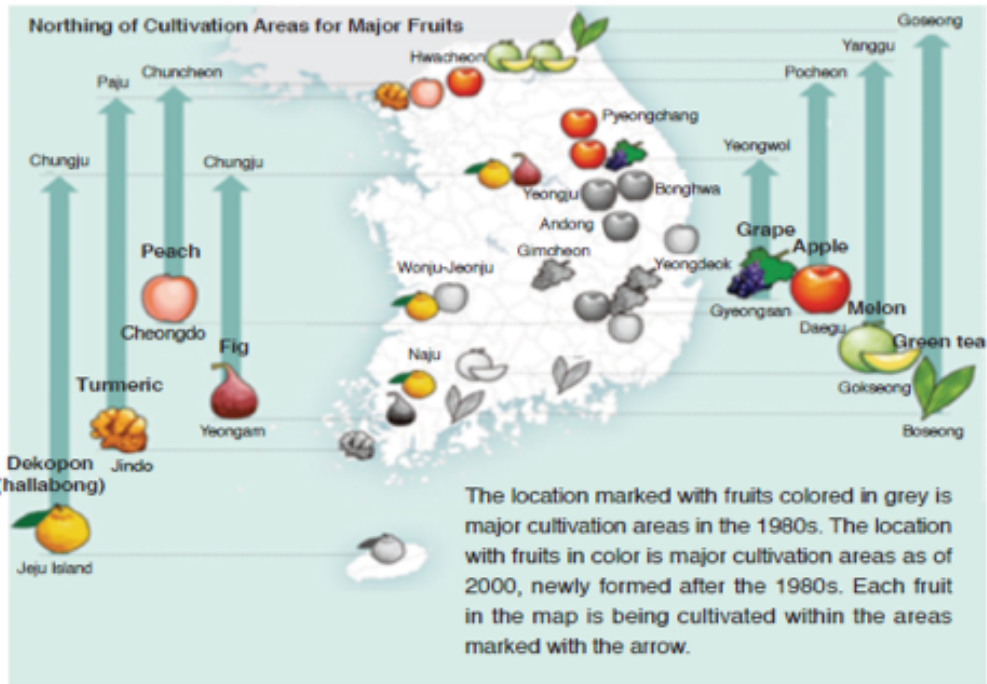 Northing of Cultivation Areas for Major Fruits
Goseong
Yanggu
Hwacheon
Chuncheon
Paju
Pocheon
Pyeongchang
Yeongwol
Chungju
Chungju
Yeongju
Bonghwa
Andong
Grape
Apple
Peach
Gimcheon
Yeongdeok
Wonju-Jeonju
Gyeongsan
Daegu
Melon
Cheongdo
Fig
Green tea
Naju
Turmeric
Gokseong
Yeongam
Boseong
Dekopon
(hallabong)
Jindo
Jeju Island
The location marked with fruits colored in grey is
major cultivation areas in the 1980s. The location
with fruits in color is major cultivation areas as of
2000, newly formed after the 1980s. Each fruit
in the map is being cultivated within the areas
marked with the arrow.